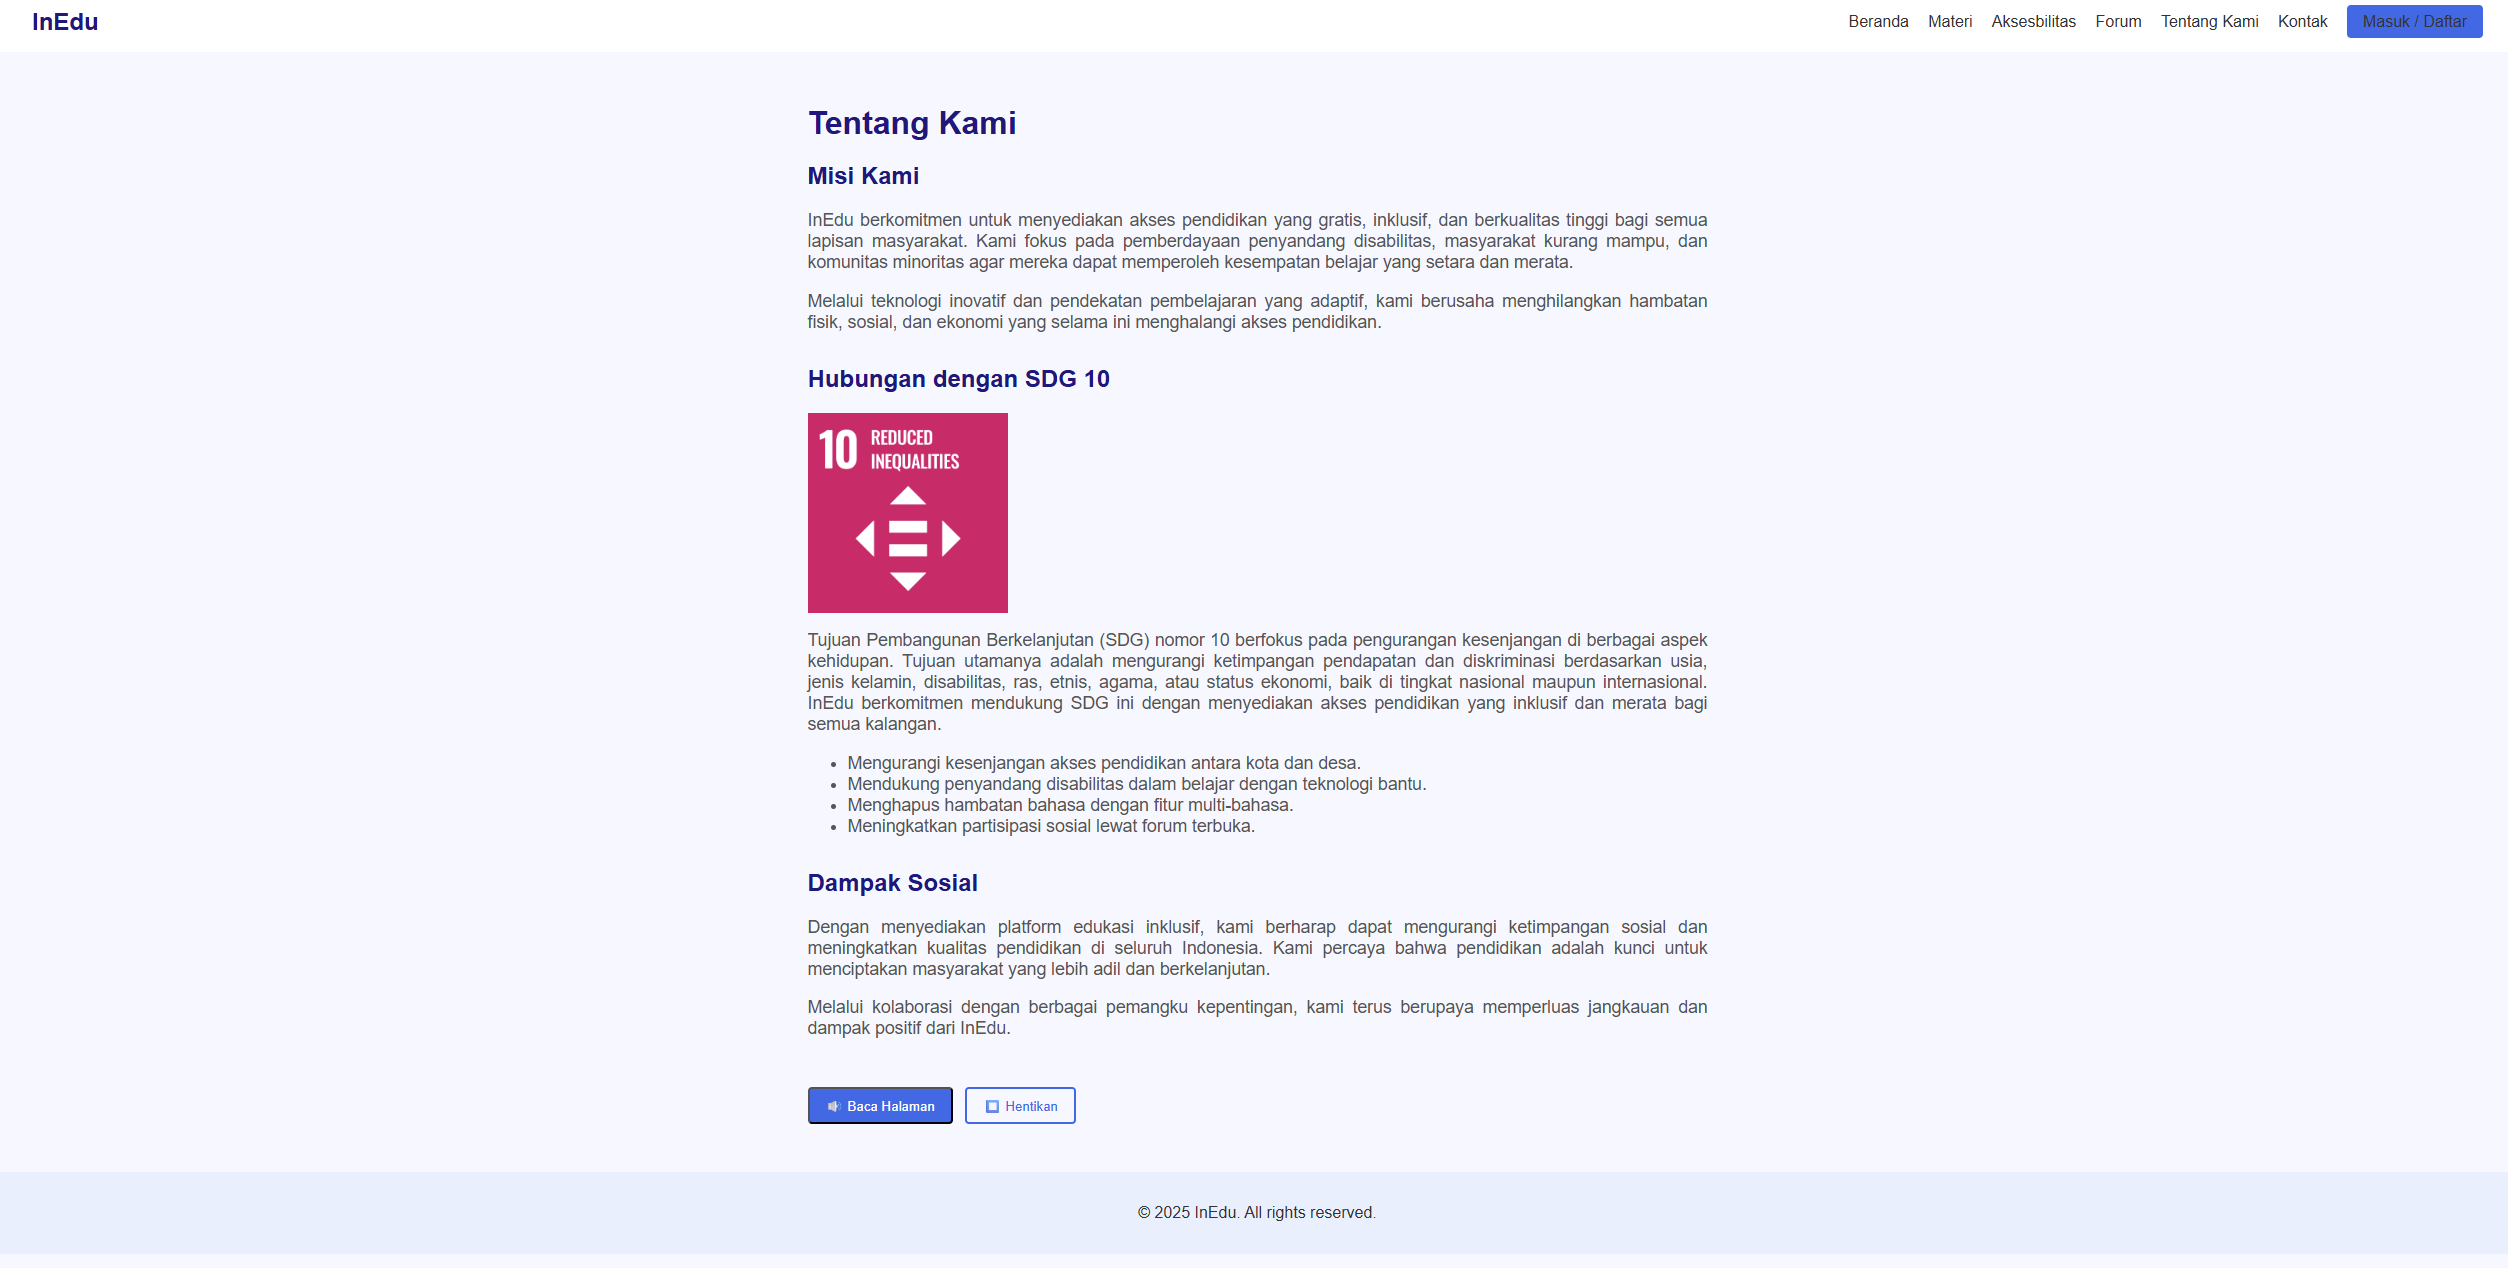 InEdu
Beranda Materi Aksesbilitas Forum Tentang Kami Kontak Masuk / Daftar
Tentang Kami
Misi Kami
InEdu berkomitmen untuk menyediakan akses pendidikan yang gratis, inklusif, dan berkualitas tinggi bagi semua
lapisan masyarakat. Kami fokus pada pemberdayaan penyandang disabilitas, masyarakat kurang mampu, dan
komunitas minoritas agar mereka dapat memperoleh kesempatan belajar yang setara dan merata.
Melalui teknologi inovatif dan pendekatan pembelajaran yang adaptif, kami berusaha menghilangkan hambatan
fisik, sosial, dan ekonomi yang selama ini menghalangi akses pendidikan.
Hubungan dengan SDG 10
10 REDUCED
INEQUALITIES
Tujuan Pembangunan Berkelanjutan (SDG) nomor 10 berfokus pada pengurangan kesenjangan di berbagai aspek
kehidupan. Tujuan utamanya adalah mengurangi ketimpangan pendapatan dan diskriminasi berdasarkan usia,
jenis kelamin, disabilitas, ras, etnis, agama, atau status ekonomi, baik di tingkat nasional maupun internasional.
InEdu berkomitmen mendukung SDG ini dengan menyediakan akses pendidikan yang inklusif dan merata bagi
semua kalangan.
• Mengurangi kesenjangan akses pendidikan antara kota dan desa.
• Mendukung penyandang disabilitas dalam belajar dengan teknologi bantu.
• Menghapus hambatan bahasa dengan fitur multi-bahasa.
• Meningkatkan partisipasi sosial lewat forum terbuka.
Dampak Sosial
Dengan menyediakan platform edukasi inklusif, kami berharap dapat mengurangi ketimpangan sosial dan
meningkatkan kualitas pendidikan di seluruh Indonesia. Kami percaya bahwa pendidikan adalah kunci untuk
menciptakan masyarakat yang lebih adil dan berkelanjutan.
Melalui kolaborasi dengan berbagai pemangku kepentingan, kami terus berupaya memperluas jangkauan dan
dampak positif dari InEdu.
Baca Halaman Hentikan
© 2025 InEdu. All rights reserved.